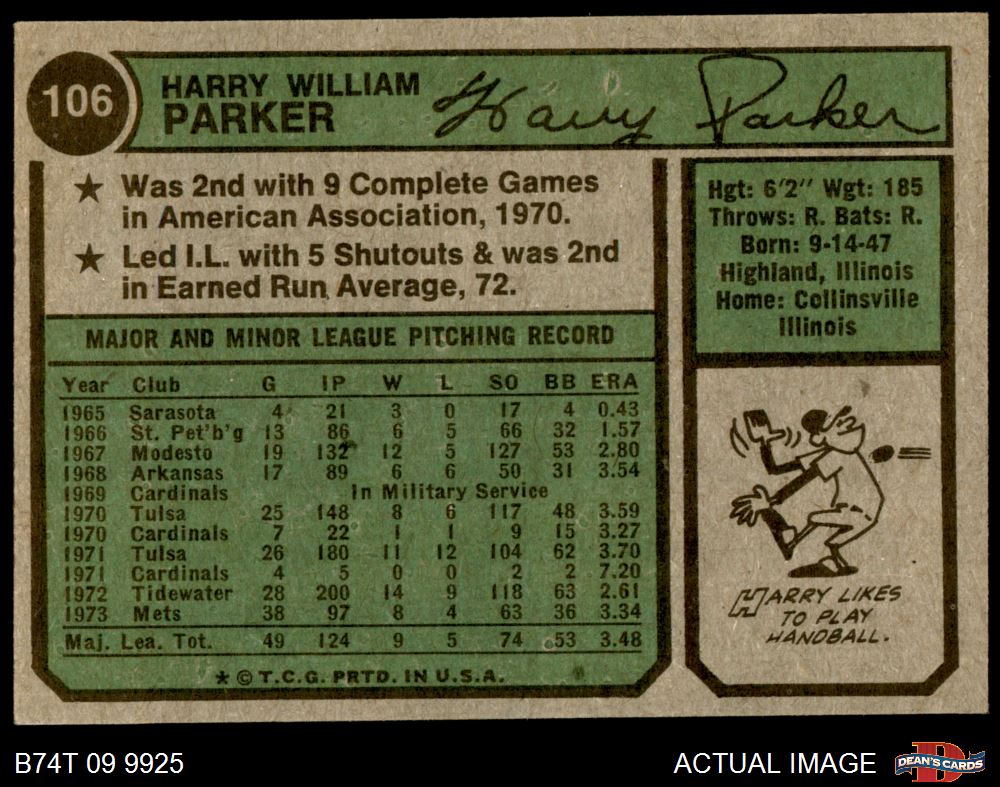 106
HARRY WILLIAM
PARKER
Harry Parker
★ Was 2nd with 9 Complete Games
in American Association, 1970.
★ Led I.L. with 5 Shutouts & was 2nd
in Earned Run Average, 72.
Hgt: 6'2" Wgt: 185
Throws: R. Bats: R.
Born: 9-14-47
Highland, Illinois
Home: Collinsville
Illinois
MAJOR AND MINOR LEAGUE PITCHING RECORD
Year Club G IP W L SO BB ERA
1965 Sarasota 4 21 3 0 17 4 0.43
1966 St. Pet'b'g 13 86 6 5 66 32 1.57
1967 Modesto 19 132 12 5 127 53 2.80
1968 Arkansas 17 89 6 6 50 31 3.54
1969 Cardinals In Military Service
1970 Tulsa 25 148 8 6 117 48 3.59
1970 Cardinals 7 22 1 1 9 15 3.27
1971 Tulsa 26 180 11 12 104 62 3.70
1971 Cardinals 4 5 0 0 2 2 7.20
1972 Tidewater 28 200 14 9 118 63 2.61
1973 Mets 38 97 8 4 63 36 3.34
Maj. Lea. Tot. 49 124 9 5 74 53 3.48
★ © T.C.G. PRTD. IN U.S.A.
HARRY LIKES
TO PLAY
HANDBALL.
B74T 09 9925
ACTUAL IMAGE
DEAN'S CARDS